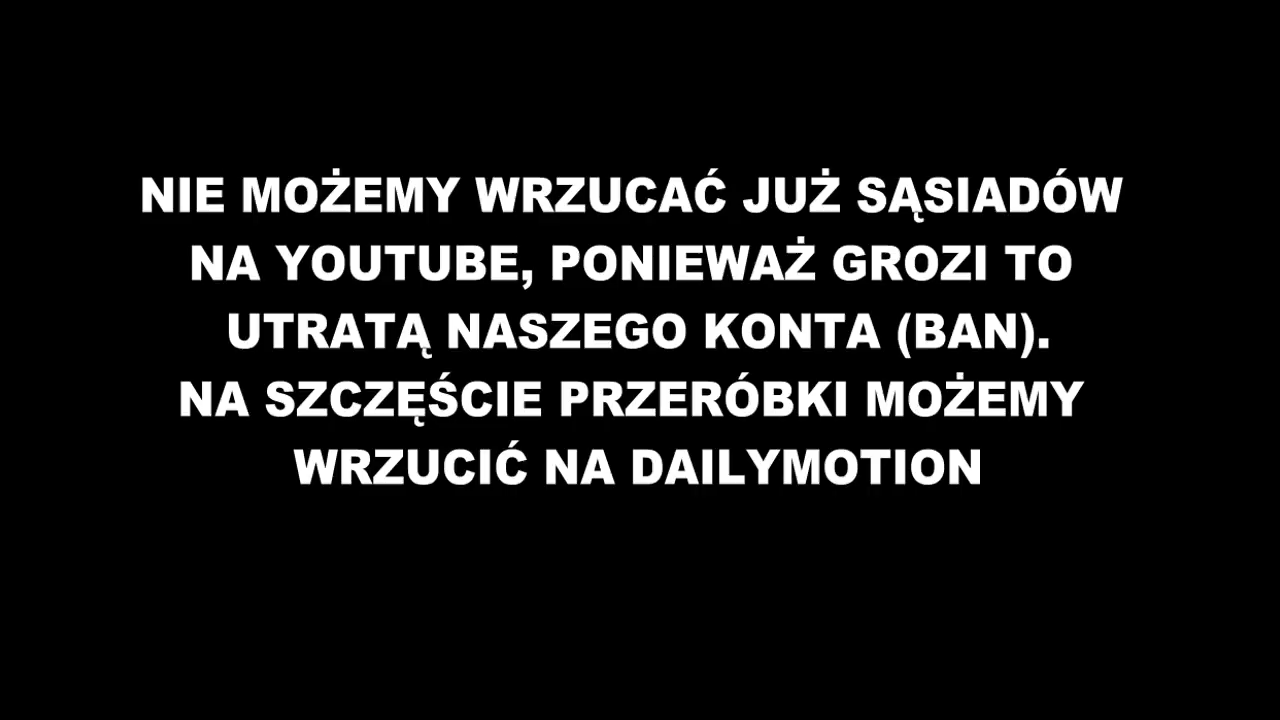 NIE MOŻEMY WRZUCAĆ JUŻ SĄSIADÓW
NA YOUTUBE, PONIEWAŻ GROZI TO
UTRATĄ NASZEGO KONTA (BAN).
NA SZCZĘŚCIE PRZERÓBKI MOŻEMY
WRZUCIĆ NA DAILYMOTION